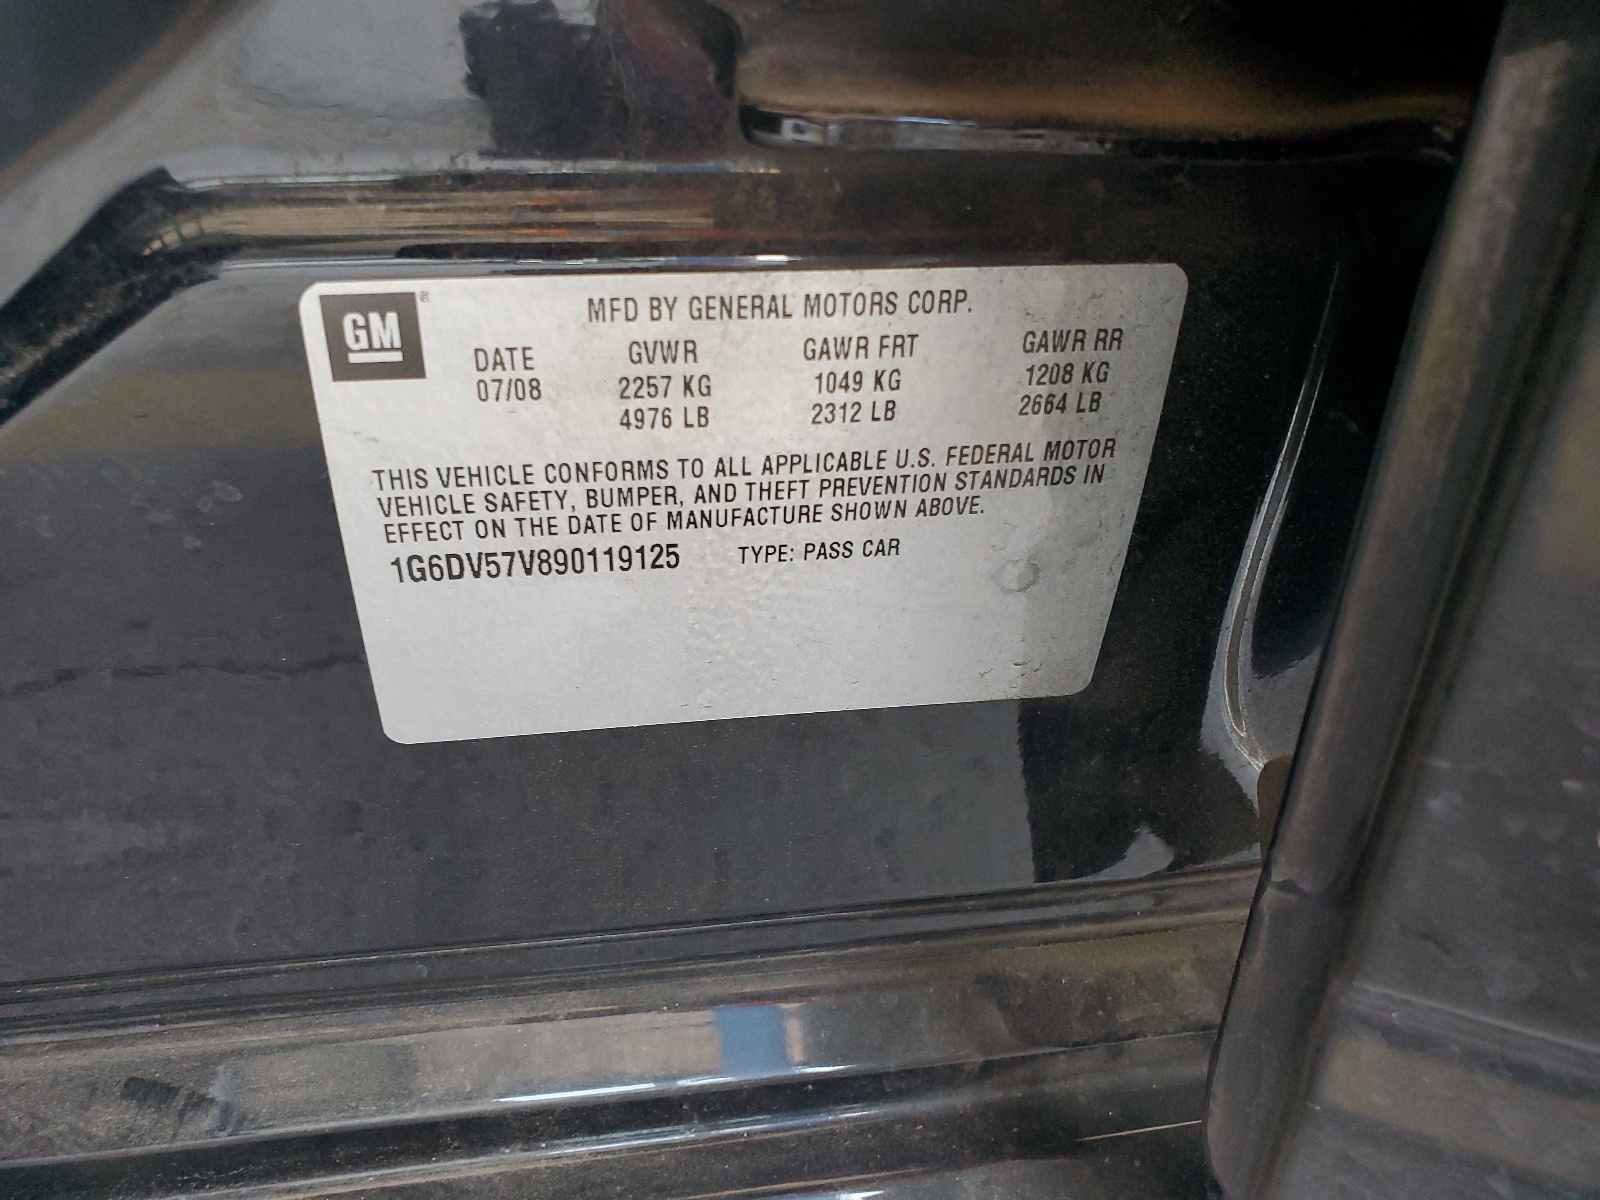 GM ®
MFD BY GENERAL MOTORS CORP.
DATE GVWR GAWR FRT GAWR RR
07/08 2257 KG 1049 KG 1208 KG
4976 LB 2312 LB 2664 LB
THIS VEHICLE CONFORMS TO ALL APPLICABLE U.S. FEDERAL MOTOR
VEHICLE SAFETY, BUMPER, AND THEFT PREVENTION STANDARDS IN
EFFECT ON THE DATE OF MANUFACTURE SHOWN ABOVE.
1G6DV57V890119125 TYPE: PASS CAR